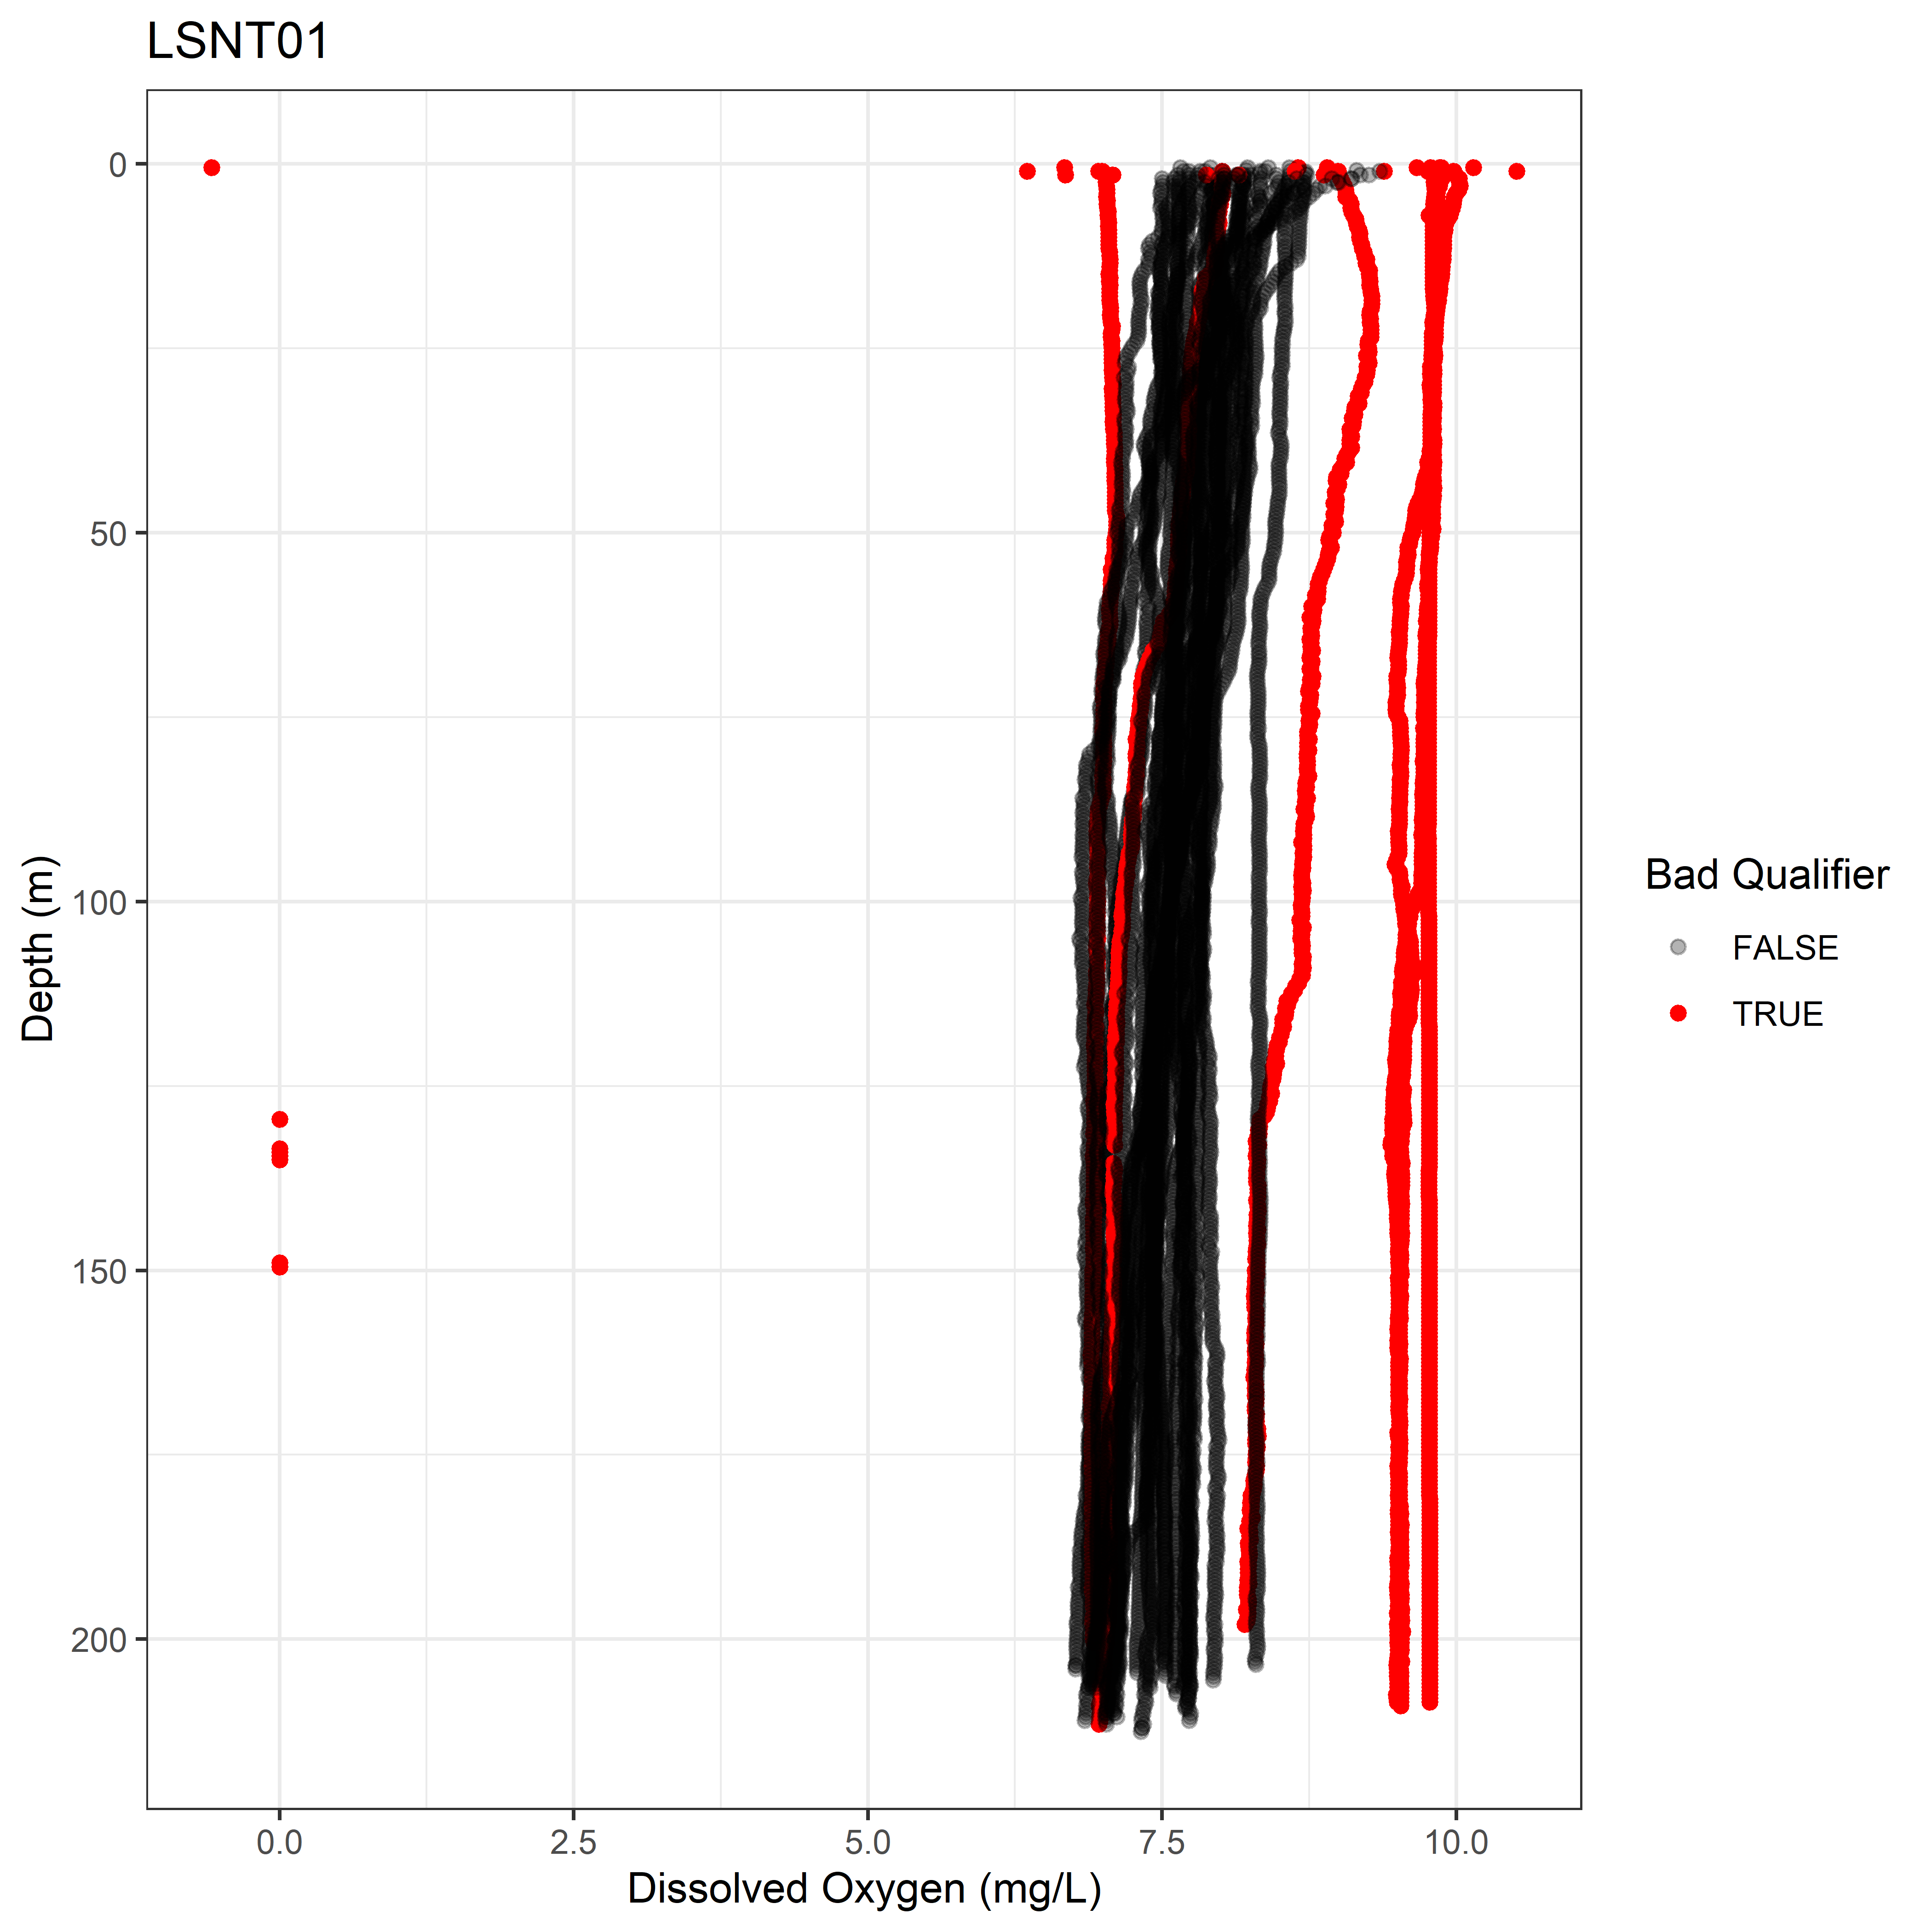 LSNT01
0
50
100
150
200
Depth (m)
0.0 2.5 5.0 7.5 10.0
Dissolved Oxygen (mg/L)
Bad Qualifier
FALSE
TRUE